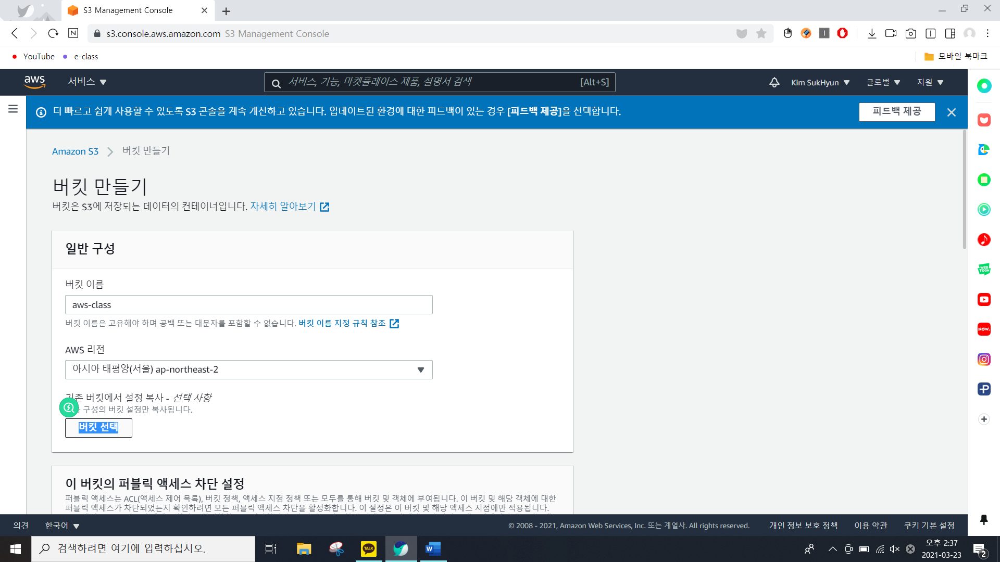 S3 Management Console
s3.console.aws.amazon.com S3 Management Console
YouTube
e-class
모바일 북마크
aws
서비스
서비스, 기능, 마켓플레이스 제품, 설명서 검색
[Alt+S]
Kim SukHyun
글로벌
지원
더 빠르고 쉽게 사용할 수 있도록 S3 콘솔을 계속 개선하고 있습니다. 업데이트된 환경에 대한 피드백이 있는 경우 [피드백 제공]을 선택합니다.
피드백 제공
Amazon S3
버킷 만들기
버킷 만들기
버킷은 S3에 저장되는 데이터의 컨테이너입니다. 자세히 알아보기
일반 구성
버킷 이름
aws-class
버킷 이름은 고유해야 하며 공백 또는 대문자를 포함할 수 없습니다. 버킷 이름 지정 규칙 참조
AWS 리전
아시아 태평양(서울) ap-northeast-2
기존 버킷에서 설정 복사 - 선택 사항
구성의 버킷 설정만 복사됩니다.
버킷 선택
이 버킷의 퍼블릭 액세스 차단 설정
퍼블릭 액세스는 ACL(액세스 제어 목록), 버킷 정책, 액세스 지점 정책 또는 모두를 통해 버킷 및 객체에 부여됩니다. 이 버킷 및 해당 객체에 대한
퍼블릭 액세스가 차단되었는지 확인하려면 모든 퍼블릭 액세스 차단을 활성화합니다. 이 설정은 이 버킷 및 해당 액세스 지점에만 적용됩니다.
WEB
TOON
NOW.
의견
한국어
© 2008 - 2021, Amazon Web Services, Inc. 또는 계열사. All rights reserved.
개인 정보 보호 정책
이용 약관
쿠키 기본 설정
검색하려면 여기에 입력하십시오.
TALK
W
오후 2:37
2021-03-23
2